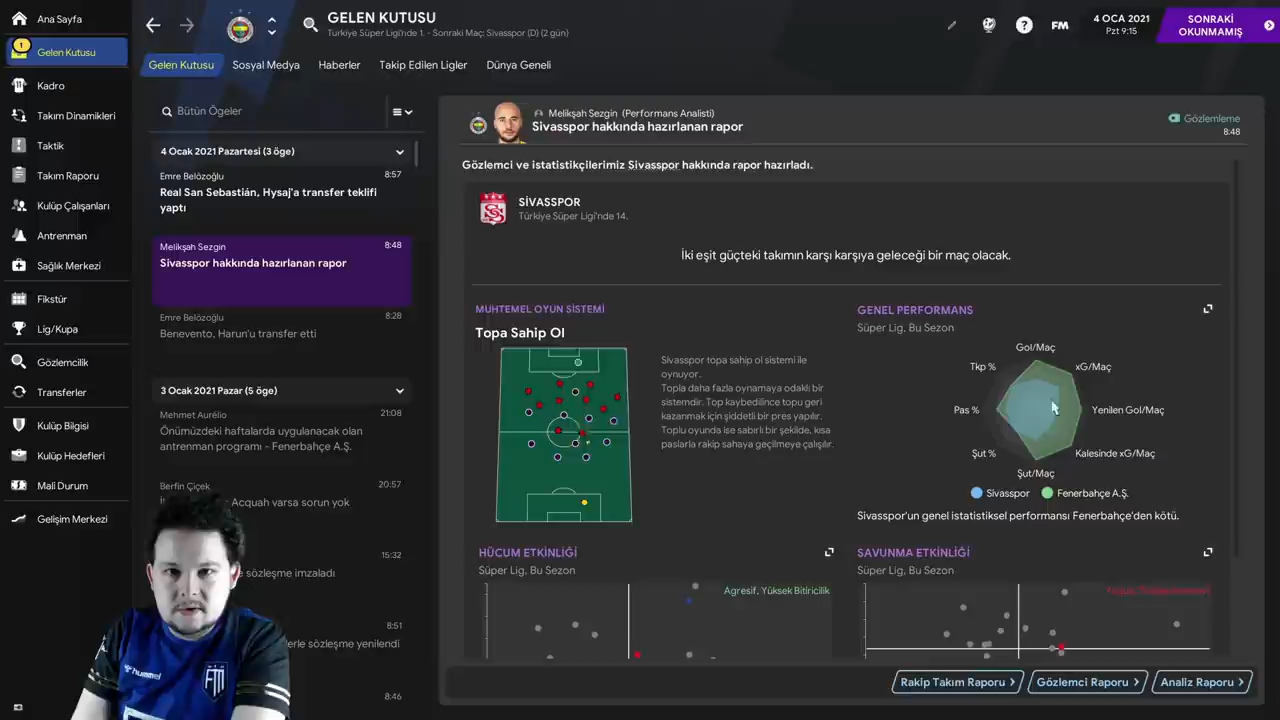 Ana Sayfa
1
Gelen Kutusu
Kadro
Takım Dinamikleri
Taktik
Takım Raporu
Kulüp Çalışanları
Antrenman
Sağlık Merkezi
Fikstür
Lig/Kupa
Gözlemcilik
Transferler
Kulüp Bilgisi
Kulüp Hedefleri
Mali Durum
Gelişim Merkezi
GELEN KUTUSU
Türkiye Süper Ligi'nde 1. - Sonraki Maç: Sivasspor (D) (2 gün)
FM
4 OCA 2021
Pzt 9:15
SONRAKİ
OKUNMAMIŞ
Gelen Kutusu
Sosyal Medya
Haberler
Takip Edilen Ligler
Dünya Geneli
Bütün Ögeler
4 Ocak 2021 Pazartesi (3 öge)
Emre Belözoğlu
8:57
Real San Sebastián, Hysaj'a transfer teklifi
yaptı
Melikşah Sezgin
8:48
Sivasspor hakkında hazırlanan rapor
Emre Belözoğlu
8:28
Benevento, Harun'u transfer etti
3 Ocak 2021 Pazar (5 öge)
Mehmet Aurélio
21:08
Önümüzdeki haftalarda uygulanacak olan
antrenman programı - Fenerbahçe A.Ş.
Berfin Çiçek
20:57
Acquah varsa sorun yok
15:32
sözleşme imzaladı
8:51
sözleşme yenilendi
8:46
Melikşah Sezgin (Performans Analisti)
Sivasspor hakkında hazırlanan rapor
Gözlemleme
8:48
Gözlemci ve istatistikçilerimiz Sivasspor hakkında rapor hazırladı.
SİVASSPOR
Türkiye Süper Ligi'nde 14.
İki eşit güçteki takımın karşı karşıya geleceği bir maç olacak.
MUHTEMEL OYUN SİSTEMİ
Topa Sahip Ol
Sivasspor topa sahip ol sistemi ile
oynuyor.
Topla daha fazla oynamaya odaklı bir
sistemdir. Top kaybedilince topu geri
kazanmak için şiddetli bir pres yapılır.
Toplu oyunda ise sabırlı bir şekilde, kısa
paslarla rakip sahaya geçilmeye çalışılır.
GENEL PERFORMANS
Süper Lig, Bu Sezon
Gol/Maç
Tkp %
xG/Maç
Pas %
Yenilen Gol/Maç
Şut %
Kalesinde xG/Maç
Şut/Maç
Sivasspor
Fenerbahçe A.Ş.
Sivasspor'un genel istatistiksel performansı Fenerbahçe'den kötü.
HÜCUM ETKİNLİĞİ
Süper Lig, Bu Sezon
Agresif, Yüksek Bitiricilik
SAVUNMA ETKİNLİĞİ
Süper Lig, Bu Sezon
Rakip Takım Raporu
Gözlemci Raporu
Analiz Raporu
hummel